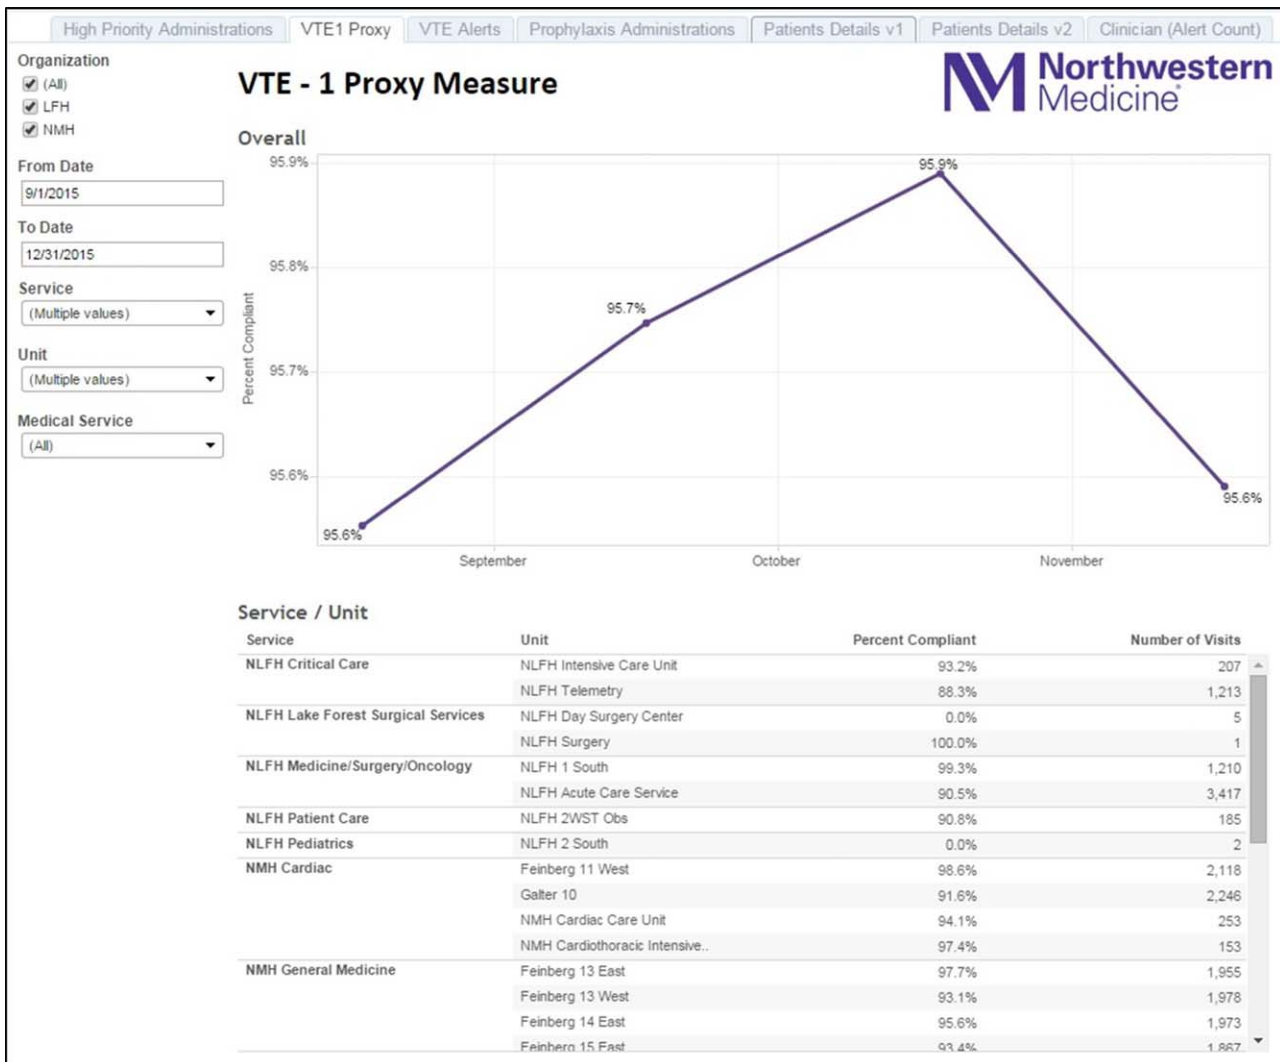 High Priority Administrations VTE1 Proxy VTE Alerts Prophylaxis Administrations Patients Details v1 Patients Details v2 Clinician (Alert Count)
Organization
(All)
LFH
NMH
From Date
9/1/2015
To Date
12/31/2015
Service
(Multiple values)
Unit
(Multiple values)
Medical Service
(All)
VTE - 1 Proxy Measure
Northwestern
Medicine®
Overall
95.9%
95.8%
95.7%
95.6%
Percent Compliant
95.6%
95.7%
95.9%
95.6%
September October November
Service / Unit
Service Unit Percent Compliant Number of Visits
NLFH Critical Care NLFH Intensive Care Unit 93.2% 207
NLFH Telemetry 88.3% 1,213
NLFH Lake Forest Surgical Services NLFH Day Surgery Center 0.0% 5
NLFH Surgery 100.0% 1
NLFH Medicine/Surgery/Oncology NLFH 1 South 99.3% 1,210
NLFH Acute Care Service 90.5% 3,417
NLFH Patient Care NLFH 2WST Obs 90.8% 185
NLFH Pediatrics NLFH 2 South 0.0% 2
NMH Cardiac Feinberg 11 West 98.6% 2,118
Galter 10 91.6% 2,246
NMH Cardiac Care Unit 94.1% 253
NMH Cardiothoracic Intensive.. 97.4% 153
NMH General Medicine Feinberg 13 East 97.7% 1,955
Feinberg 13 West 93.1% 1,978
Feinberg 14 East 95.6% 1,973
Feinberg 15 East 93.4% 1,867